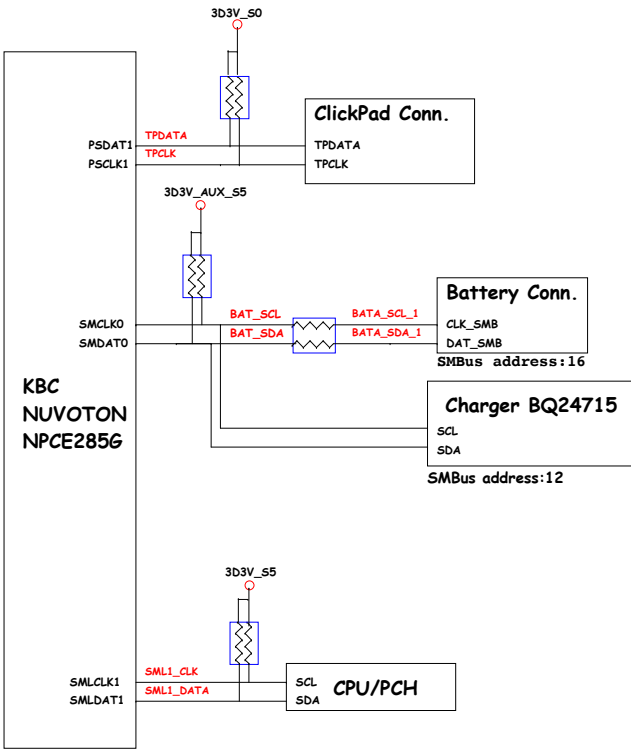 3D3V_S0
ClickPad Conn.
PSDAT1 TPDATA TPDATA
PSCLK1 TPCLK TPCLK
3D3V_AUX_S5
Battery Conn.
SMCLK0 BAT_SCL BATA_SCL_1 CLK_SMB
SMDAT0 BAT_SDA BATA_SDA_1 DAT_SMB
SMBus address:16
KBC
NUVOTON
NPCE285G
Charger BQ24715
SCL
SDA
SMBus address:12
3D3V_S5
SMLCLK1 SML1_CLK SCL
CPU/PCH
SMLDAT1 SML1_DATA SDA